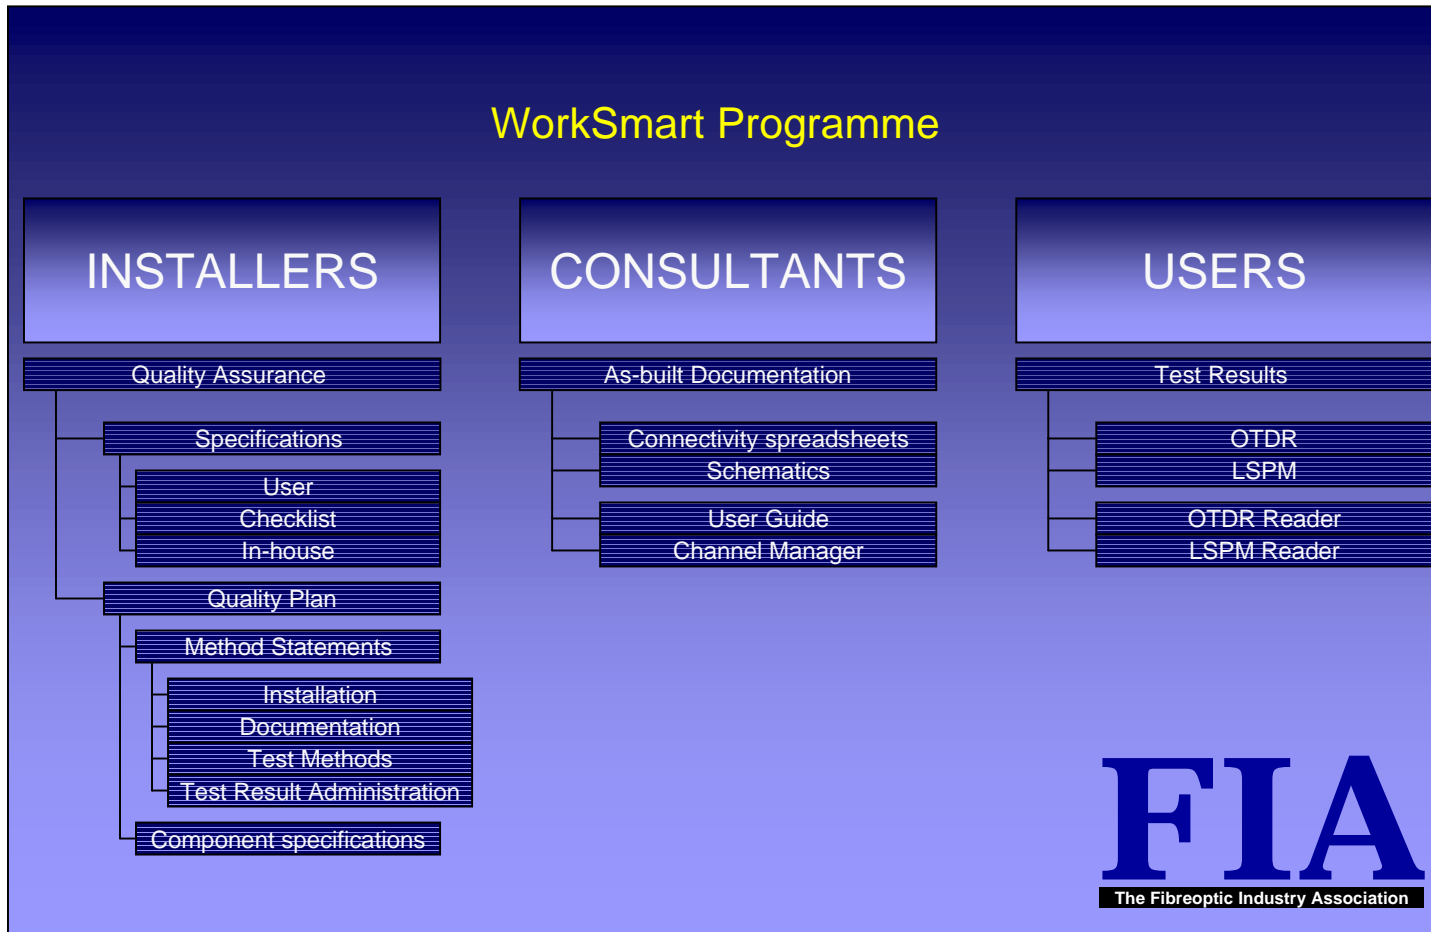 WorkSmart Programme
INSTALLERS
Quality Assurance
Specifications
User
Checklist
In-house
Quality Plan
Method Statements
Installation
Documentation
Test Methods
Test Result Administration
Component specifications
CONSULTANTS
As-built Documentation
Connectivity spreadsheets
Schematics
User Guide
Channel Manager
USERS
Test Results
OTDR
LSPM
OTDR Reader
LSPM Reader
FIA
The Fibreoptic Industry Association